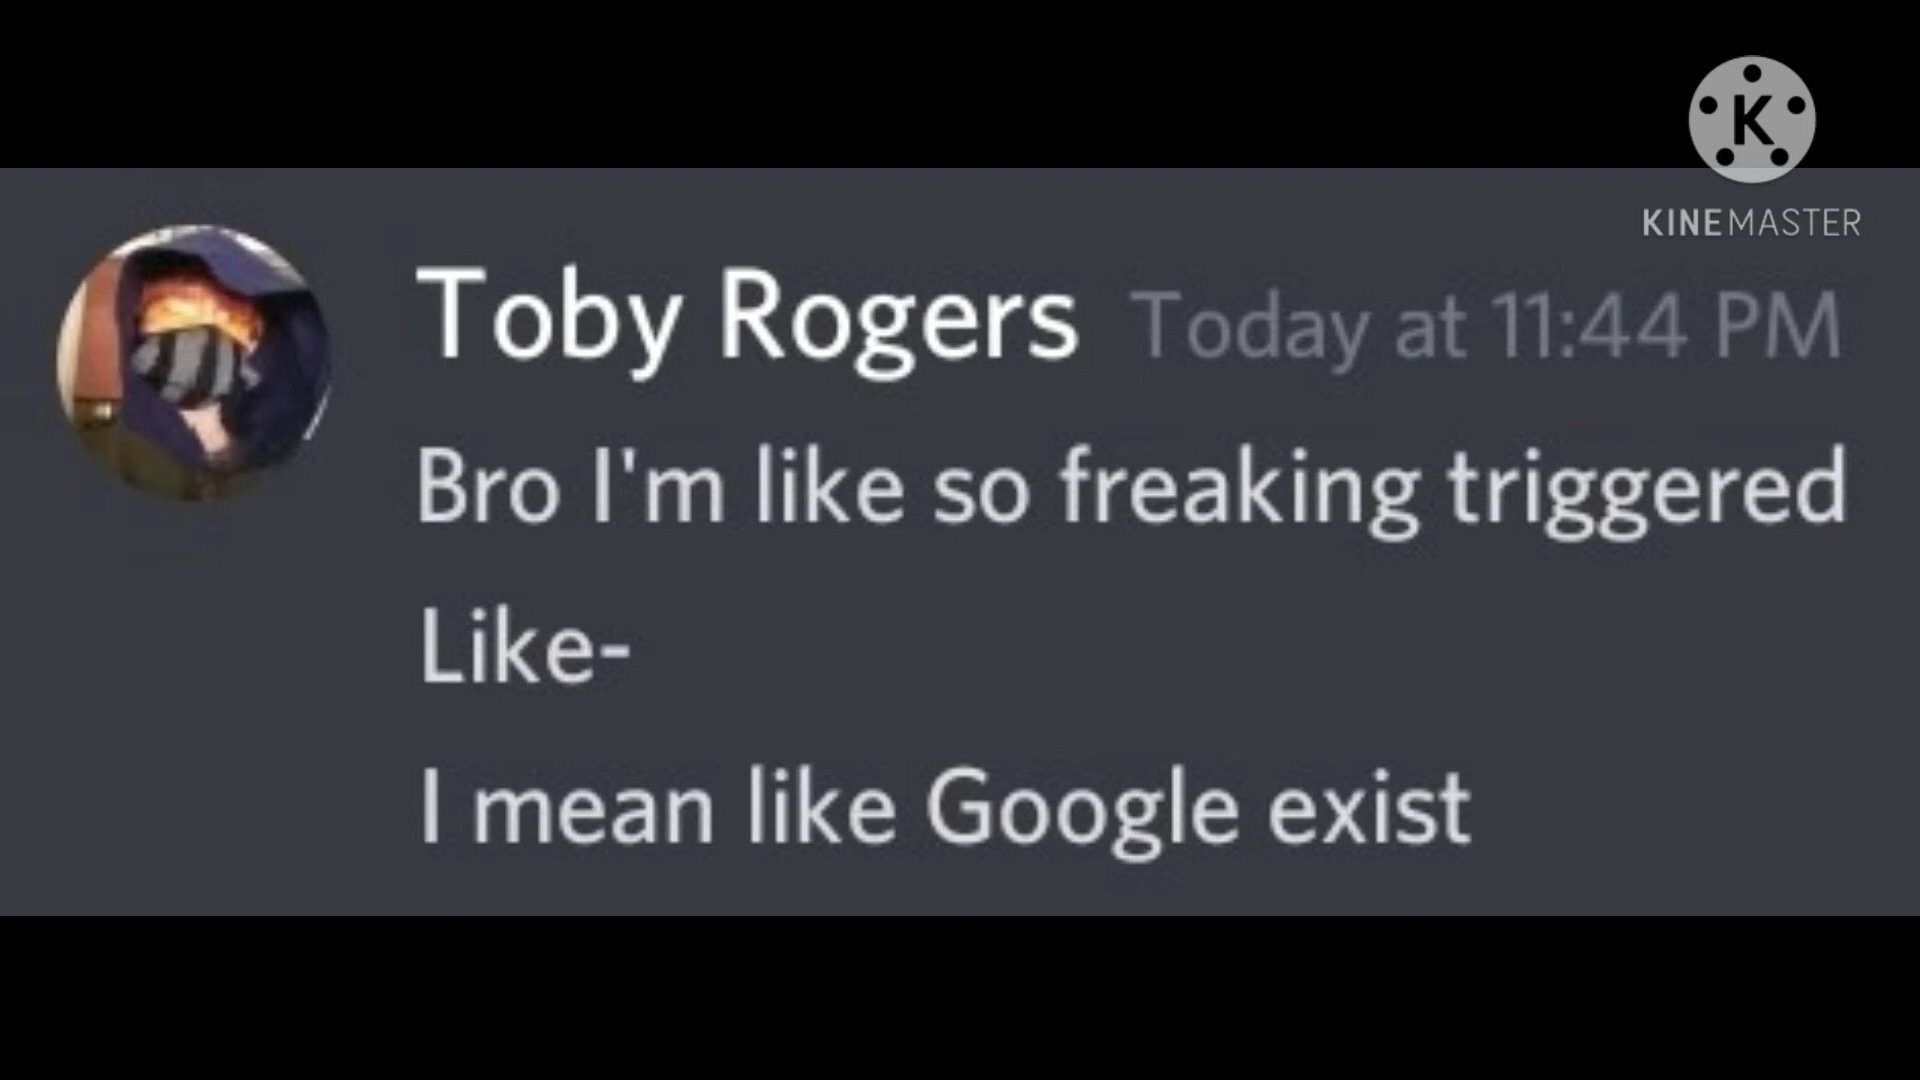 K
KINEMASTER
Toby Rogers Today at 11:44 PM
Bro I'm like so freaking triggered
Like-
I mean like Google exist